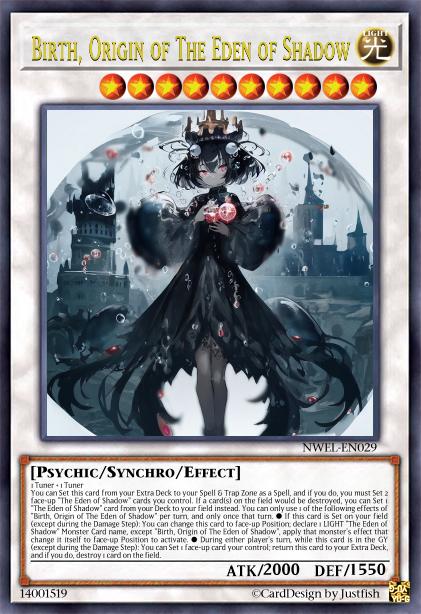 Birth, Origin of The Eden of Shadow
LIGHT
光
NWEL-EN029
[Psychic/Synchro/Effect]
1 Tuner + 1 Tuner
You can Set this card from your Extra Deck to your Spell & Trap Zone as a Spell, and if you do, you must Set 2
face-up "The Eden of Shadow" cards you control. If a card(s) on the field would be destroyed, you can Set 1
"The Eden of Shadow" card from your Deck to your field instead. You can only use 1 of the following effects of
"Birth, Origin of The Eden of Shadow" per turn, and only once that turn. ● If this card is Set on your field
(except during the Damage Step): You can change this card to face-up Position; declare 1 LIGHT "The Eden of
Shadow" Monster Card name, except "Birth, Origin of The Eden of Shadow", apply that monster's effect that
change it itself to face-up Position to activate. ● During either player's turn, while this card is in the GY
(except during the Damage Step): You can Set 1 face-up card your control; return this card to your Extra Deck,
and if you do, destroy 1 card on the field.
ATK/2000 DEF/1550
14001519
©CardDesign by Justfish